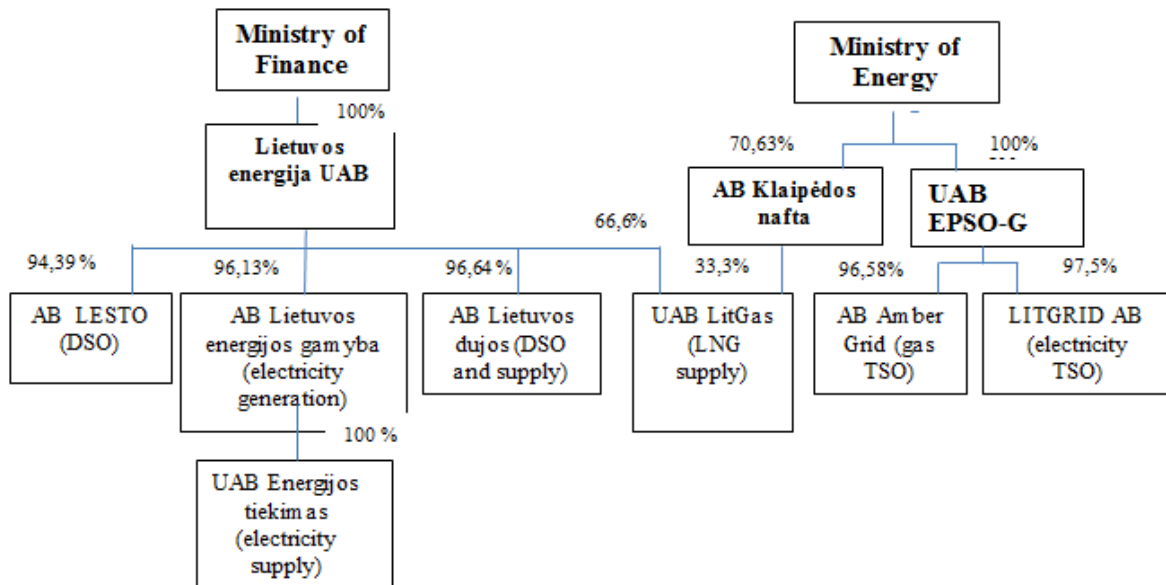 Ministry of
Finance
Ministry of
Energy
100%
Lietuvos
energija UAB
70,63%
100%
AB Klaipėdos
nafta
UAB
EPSO-G
66,6%
94,39 %
96,13%
96,64 %
33,3%
96,58%
97,5%
AB LESTO
(DSO)
AB Lietuvos
energijos gamyba
(electricity
generation)
AB Lietuvos
dujos (DSO
and supply)
UAB LitGas
(LNG
supply)
AB Amber
Grid (gas
TSO)
LITGRID AB
(electricity
TSO)
100 %
UAB Energijos
tiekimas
(electricity
supply)